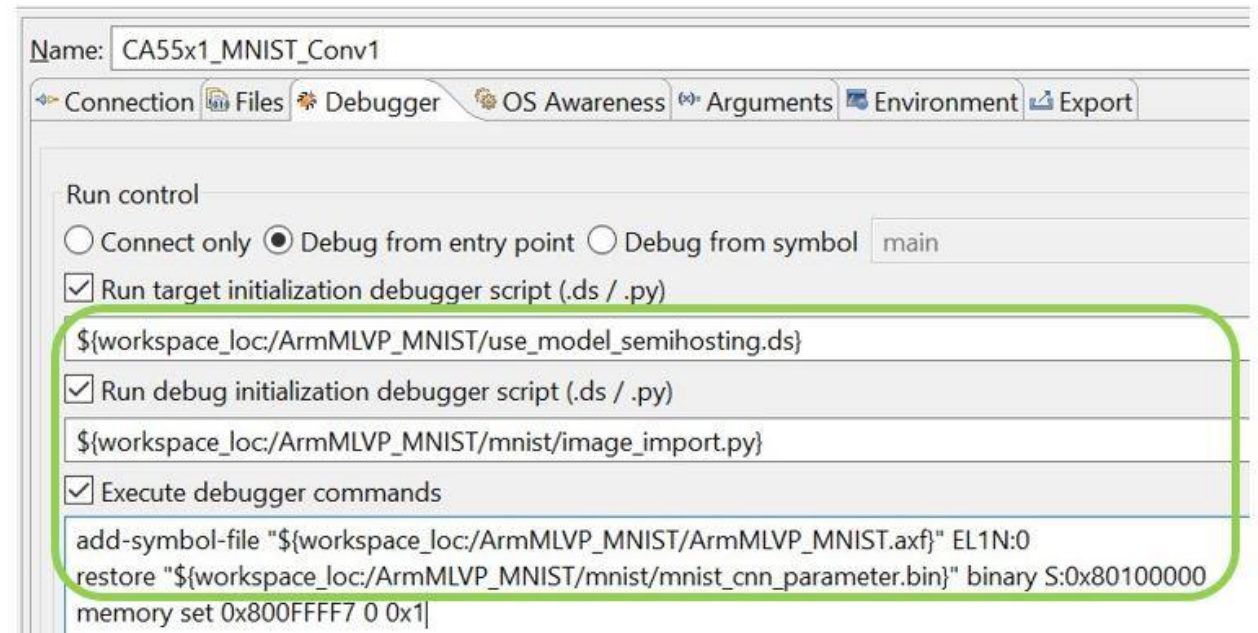 Name: CA55x1_MNIST_Conv1
Connection Files Debugger OS Awareness (x)= Arguments Environment Export
Run control
Connect only Debug from entry point Debug from symbol main
Run target initialization debugger script (.ds / .py)
${workspace_loc:/ArmMLVP_MNIST/use_model_semihosting.ds}
Run debug initialization debugger script (.ds / .py)
${workspace_loc:/ArmMLVP_MNIST/mnist/image_import.py}
Execute debugger commands
add-symbol-file "${workspace_loc:/ArmMLVP_MNIST/ArmMLVP_MNIST.axf}" EL1N:0
restore "${workspace_loc:/ArmMLVP_MNIST/mnist/mnist_cnn_parameter.bin}" binary S:0x80100000
memory set 0x800FFFF7 0 0x1